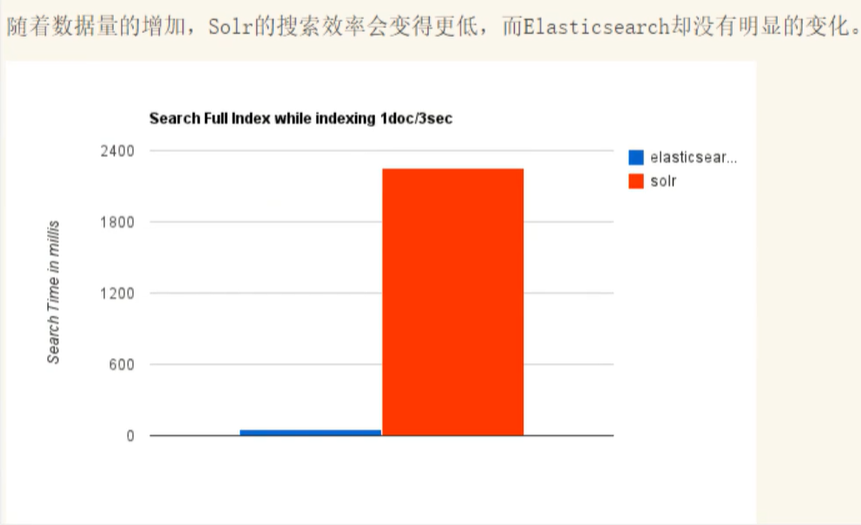 随着数据量的增加，Solr的搜索效率会变得更低，而Elasticsearch却没有明显的变化。
Search Full Index while indexing 1doc/3sec
2400
1800
1200
600
0
Search Time in millis
elasticsear...
solr